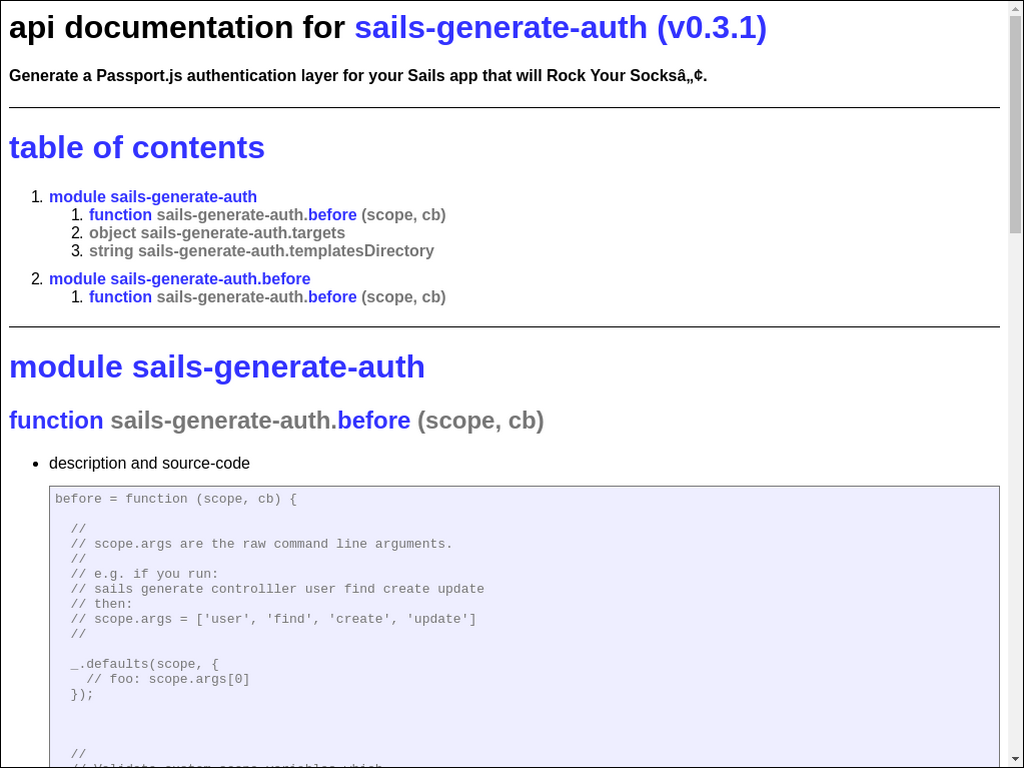 api documentation for sails-generate-auth (v0.3.1)
Generate a Passport.js authentication layer for your Sails app that will Rock Your Socksâ„¢.
table of contents
1. module sails-generate-auth
1. function sails-generate-auth.before (scope, cb)
2. object sails-generate-auth.targets
3. string sails-generate-auth.templatesDirectory
2. module sails-generate-auth.before
1. function sails-generate-auth.before (scope, cb)
module sails-generate-auth
function sails-generate-auth.before (scope, cb)
• description and source-code
before = function (scope, cb) {
//
// scope.args are the raw command line arguments.
//
// e.g. if you run:
// sails generate controlller user find create update
// then:
// scope.args = ['user', 'find', 'create', 'update']
//
_.defaults(scope, {
// foo: scope.args[0]
});
//
// Validate custom scope variables which